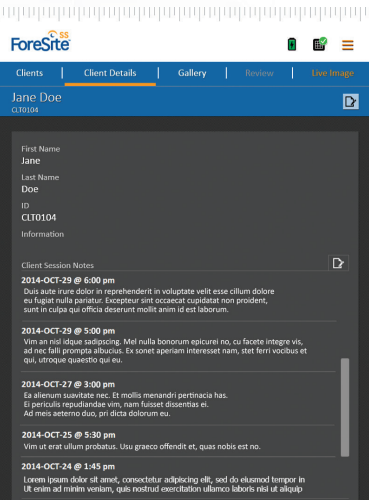 ForeSite SS
Clients
Client Details
Gallery
Review
Live Image
Jane Doe
CLT0104
First Name
Jane
Last Name
Doe
ID
CLT0104
Information
Client Session Notes
2014-OCT-29 @ 6:00 pm
Duis aute irure dolor in reprehenderit in voluptate velit esse cillum dolore
eu fugiat nulla pariatur. Excepteur sint occaecat cupidatat non proident,
sunt in culpa qui officia deserunt mollit anim id est laborum.
2014-OCT-29 @ 5:00 pm
Vim an nisl idque sadipscing. Mel nulla bonorum epicurei no, cu facete integre vis,
ad nec falli prompta albucius. Ex sonet aperiam interesset nam, stet ferri vocibus et
qui, utroque quaestio qui eu.
2014-OCT-27 @ 3:00 pm
Ea alienum suavitate nec. Et mollis menandri pertinacia has.
Ei periculis repudiandae vim, nam fuisset dissentias ei.
Ad meis aeterno duo, pri dicta dolorum eu.
2014-OCT-25 @ 5:30 pm
Vim ut erat ullum probatus. Usu graeco offendit et, quas nobis est no.
2014-OCT-24 @ 1:45 pm
Lorem ipsum dolor sit amet, consectetur adipiscing elit, sed do eiusmod tempor in
Ut enim ad minim veniam, quis nostrud exercitation ullamco laboris nisi ut aliquip